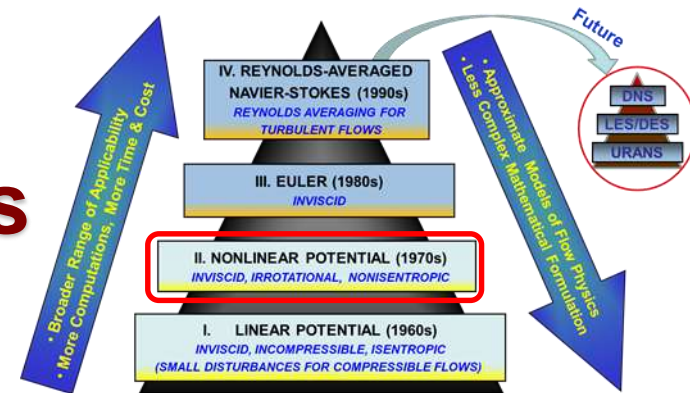 IV. REYNOLDS-AVERAGED
NAVIER-STOKES (1990s)
REYNOLDS AVERAGING FOR
TURBULENT FLOWS
III. EULER (1980s)
INVISCID
II. NONLINEAR POTENTIAL (1970s)
INVISCID, IRROTATIONAL, NONISENTROPIC
I. LINEAR POTENTIAL (1960s)
INVISCID, INCOMPRESSIBLE, ISENTROPIC
(SMALL DISTURBANCES FOR COMPRESSIBLE FLOWS)
• Broader Range of Applicability
• More Computations, More Time & Cost
Future
DNS
LES/DES
URANS
• Approximate Models of Flow Physics
• Less Complex Mathematical Formulation
s